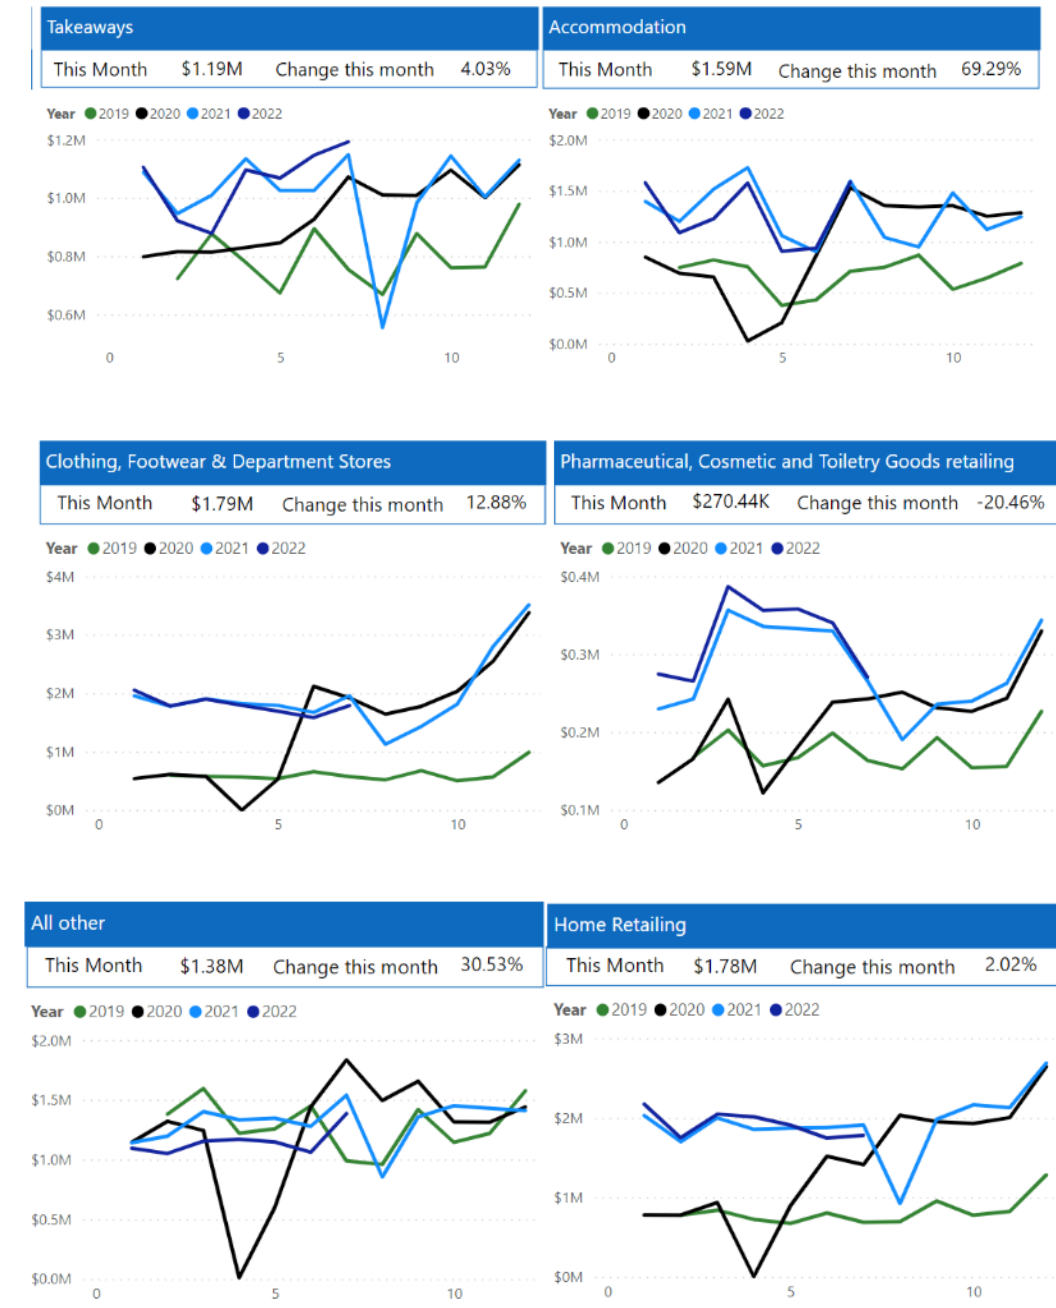 Takeaways
This Month $1.19M Change this month 4.03%
Year 2019 2020 2021 2022
$1.2M
$1.0M
$0.8M
$0.6M
0 5 10
Accommodation
This Month $1.59M Change this month 69.29%
Year 2019 2020 2021 2022
$2.0M
$1.5M
$1.0M
$0.5M
$0.0M
0 5 10
Clothing, Footwear & Department Stores
This Month $1.79M Change this month 12.88%
Year 2019 2020 2021 2022
$4M
$3M
$2M
$1M
$0M
0 5 10
Pharmaceutical, Cosmetic and Toiletry Goods retailing
This Month $270.44K Change this month -20.46%
Year 2019 2020 2021 2022
$0.4M
$0.3M
$0.2M
$0.1M
0 5 10
All other
This Month $1.38M Change this month 30.53%
Year 2019 2020 2021 2022
$2.0M
$1.5M
$1.0M
$0.5M
$0.0M
0 5 10
Home Retailing
This Month $1.78M Change this month 2.02%
Year 2019 2020 2021 2022
$3M
$2M
$1M
$0M
0 5 10